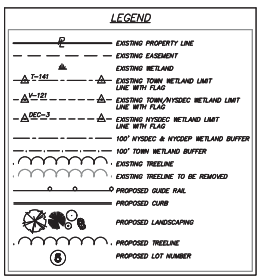 LEGEND
P
L
EXISTING PROPERTY LINE
EXISTING EASEMENT
EXISTING WETLAND
T-141
EXISTING TOWN WETLAND LIMIT
LINE WITH FLAG
V-121
EXISTING TOWN/NYSDEC WETLAND LIMIT
LINE WITH FLAG
DEC-3
EXISTING NYSDEC WETLAND LIMIT
LINE WITH FLAG
100' NYSDEC & NYCDEP WETLAND BUFFER
100' TOWN WETLAND BUFFER
EXISTING TREELINE
EXISTING TREELINE TO BE REMOVED
PROPOSED GUIDE RAIL
PROPOSED CURB
PROPOSED LANDSCAPING
PROPOSED TREELINE
8
PROPOSED LOT NUMBER